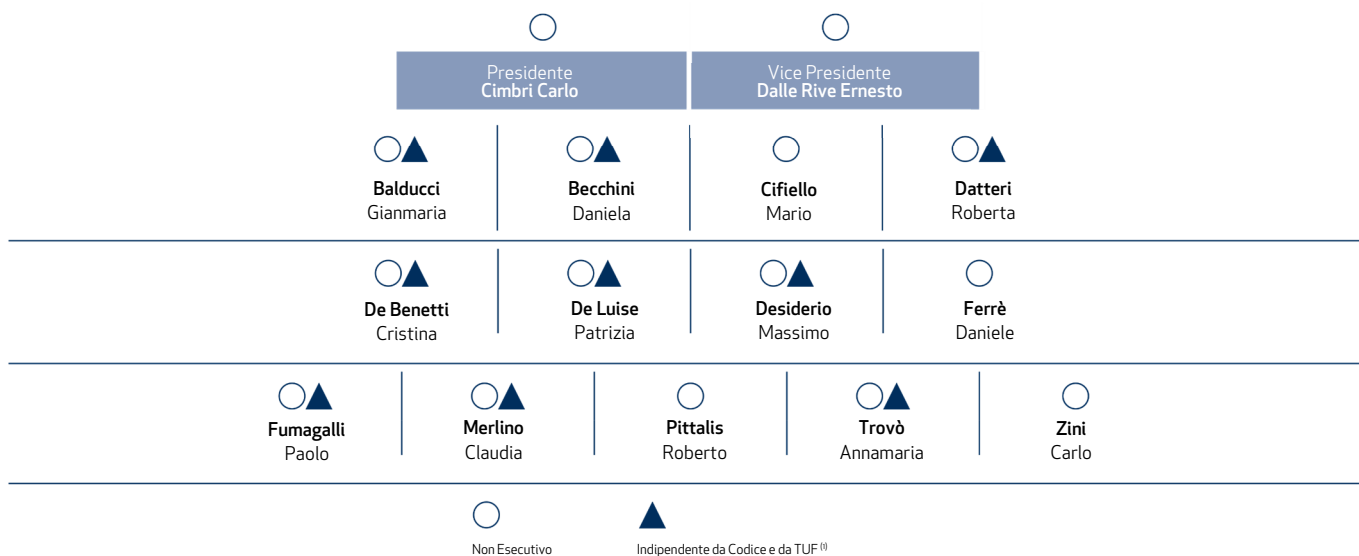 Presidente
Cimbri Carlo
Vice Presidente
Dalle Rive Ernesto
Balducci
Gianmaria
Becchini
Daniela
Cifiello
Mario
Datteri
Roberta
De Benetti
Cristina
De Luise
Patrizia
Desiderio
Massimo
Ferrè
Daniele
Fumagalli
Paolo
Merlino
Claudia
Pittalis
Roberto
Trovò
Annamaria
Zini
Carlo
Non Esecutivo
Indipendente da Codice e da TUF (1)